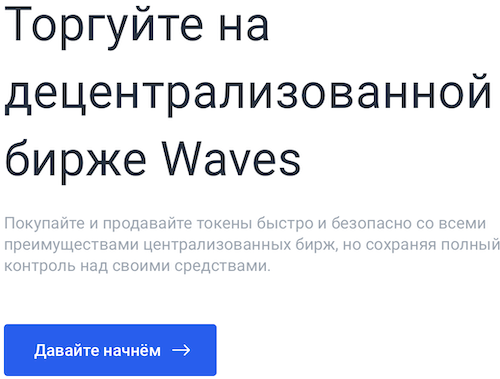 Торгуйте на
децентрализованной
бирже Waves
Покупайте и продавайте токены быстро и безопасно со всеми
преимуществами централизованных бирж, но сохраняя полный
контроль над своими средствами.
Давайте начнём →